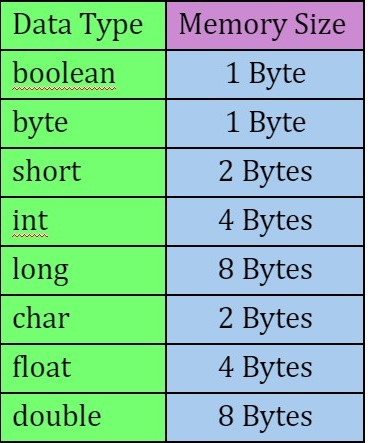 Data Type Memory Size
boolean 1 Byte
byte 1 Byte
short 2 Bytes
int 4 Bytes
long 8 Bytes
char 2 Bytes
float 4 Bytes
double 8 Bytes